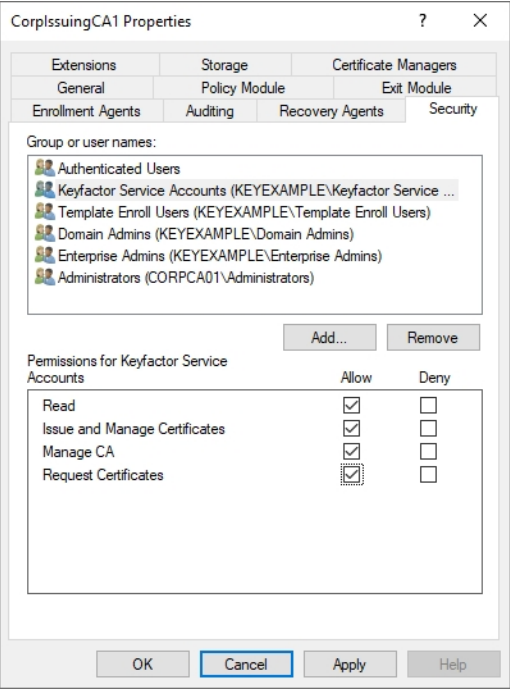 CorpIssuingCA1 Properties ? ×
Extensions Storage Certificate Managers
General Policy Module Exit Module
Enrollment Agents Auditing Recovery Agents Security
Group or user names:
Authenticated Users
Keyfactor Service Accounts (KEYEXAMPLE\Keyfactor Service ...
Template Enroll Users (KEYEXAMPLE\Template Enroll Users)
Domain Admins (KEYEXAMPLE\Domain Admins)
Enterprise Admins (KEYEXAMPLE\Enterprise Admins)
Administrators (CORPCA01\Administrators)
Add... Remove
Permissions for Keyfactor Service
Accounts Allow Deny
Read
Issue and Manage Certificates
Manage CA
Request Certificates
OK Cancel Apply Help